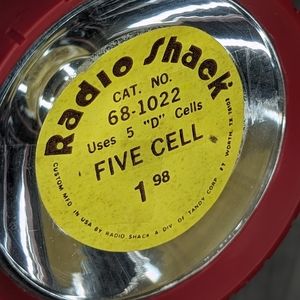 Radio Shack
CAT. NO.
68-1022
Uses 5 "D" Cells
FIVE CELL
1 98
CUSTOM MFG. IN USA BY RADIO SHACK A DIV. OF TANDY CORP. FT. WORTH, TX